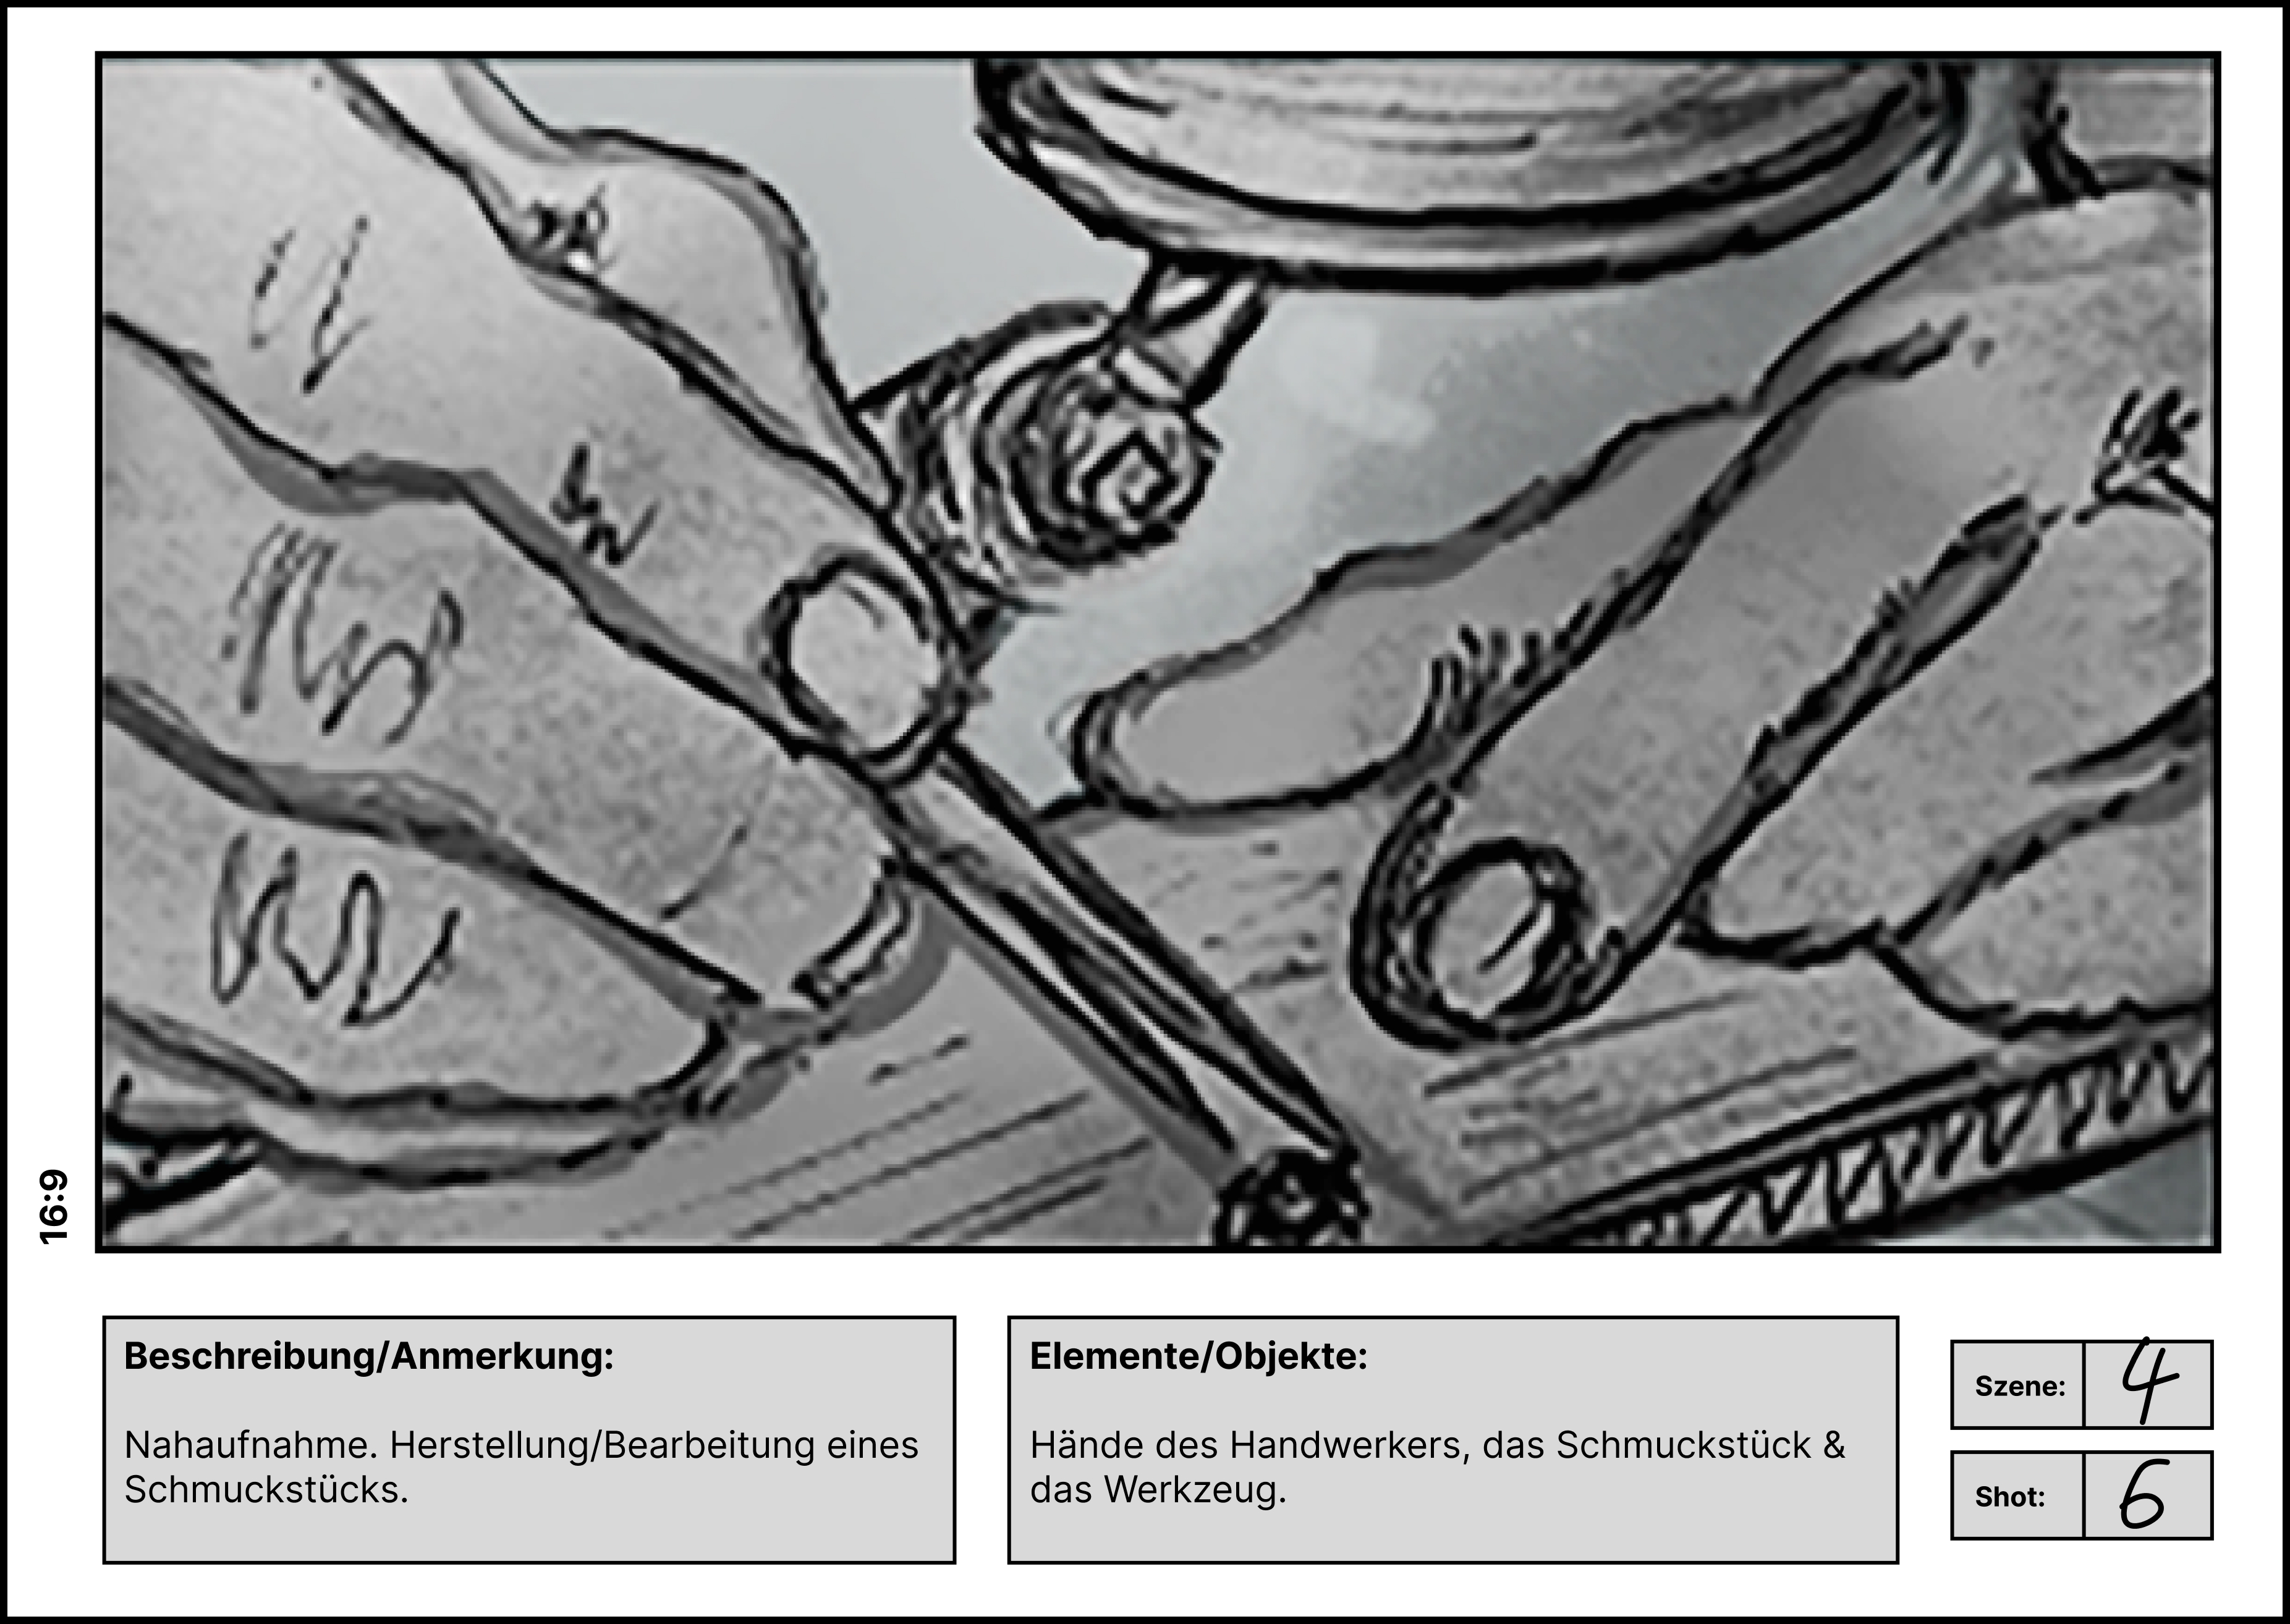 16:9
Beschreibung/Anmerkung:
Nahaufnahme. Herstellung/Bearbeitung eines
Schmuckstücks.
Elemente/Objekte:
Hände des Handwerkers, das Schmuckstück &
das Werkzeug.
Szene: 4
Shot: 6